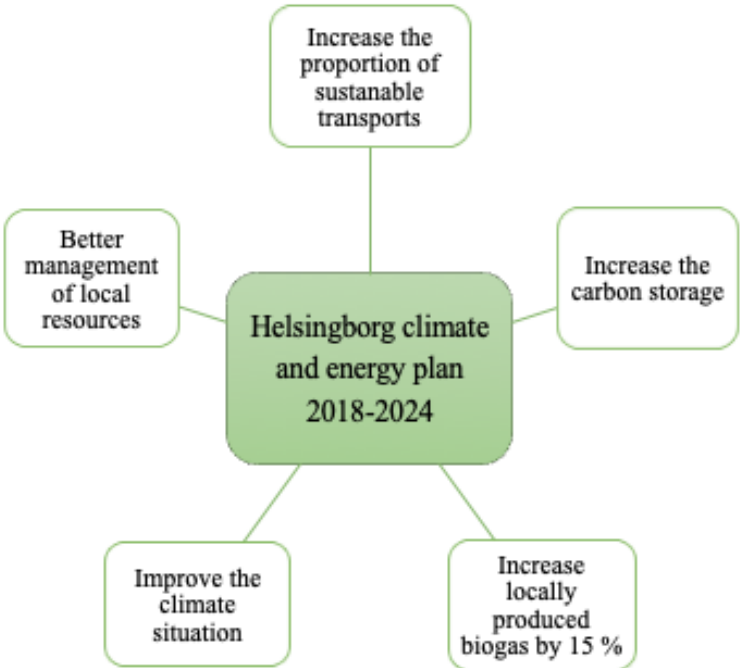 Increase the
proportion of
sustanable
transports
Better
management
of local
resources
Increase the
carbon storage
Helsingborg climate
and energy plan
2018-2024
Improve the
climate
situation
Increase
locally
produced
biogas by 15 %